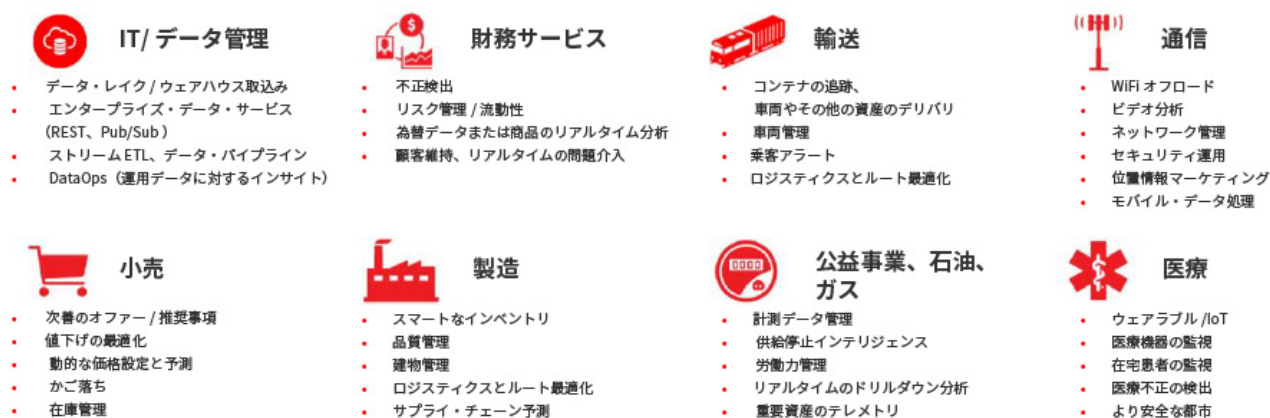 IT/ データ管理
データ・レイク / ウェアハウス取込み
エンタープライズ・データ・サービス
（REST、Pub/Sub ）
ストリーム ETL、データ・パイプライン
DataOps（運用データに対するインサイト）
財務サービス
不正検出
リスク管理 / 流動性
為替データまたは商品のリアルタイム分析
顧客維持、リアルタイムの問題介入
輸送
コンテナの追跡、
車両やその他の資産のデリバリ
車両管理
乗客アラート
ロジスティクスとルート最適化
通信
WiFi オフロード
ビデオ分析
ネットワーク管理
セキュリティ運用
位置情報マーケティング
モバイル・データ処理
小売
次善のオファー / 推奨事項
値下げの最適化
動的な価格設定と予測
かご落ち
在庫管理
製造
スマートなインベントリ
品質管理
建物管理
ロジスティクスとルート最適化
サプライ・チェーン予測
公益事業、石油、
ガス
計測データ管理
供給停止インテリジェンス
労働力管理
リアルタイムのドリルダウン分析
重要資産のテレメトリ
医療
ウェアラブル /IoT
医療機器の監視
在宅患者の監視
医療不正の検出
より安全な都市